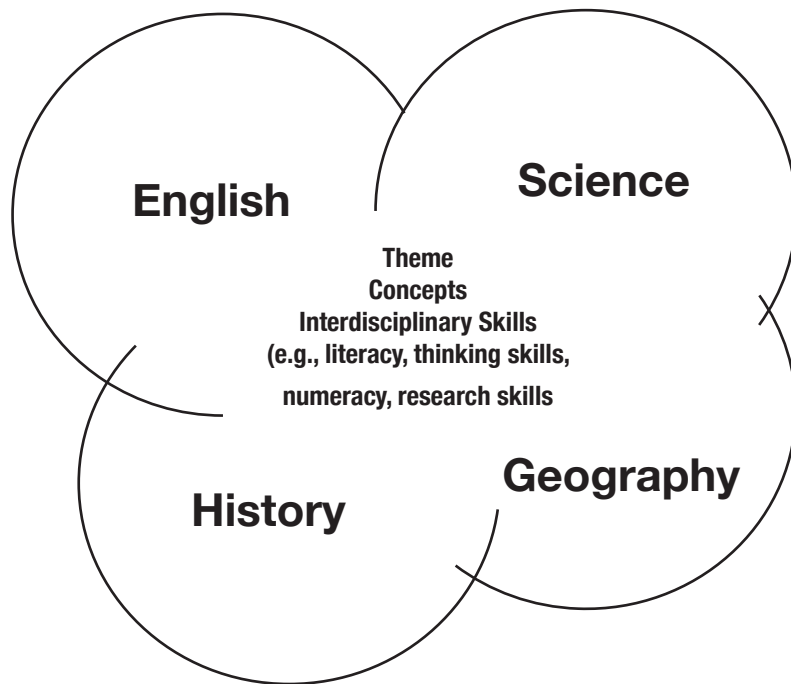 English
Science
Theme
Concepts
Interdisciplinary Skills
(e.g., literacy, thinking skills,
numeracy, research skills
Geography
History